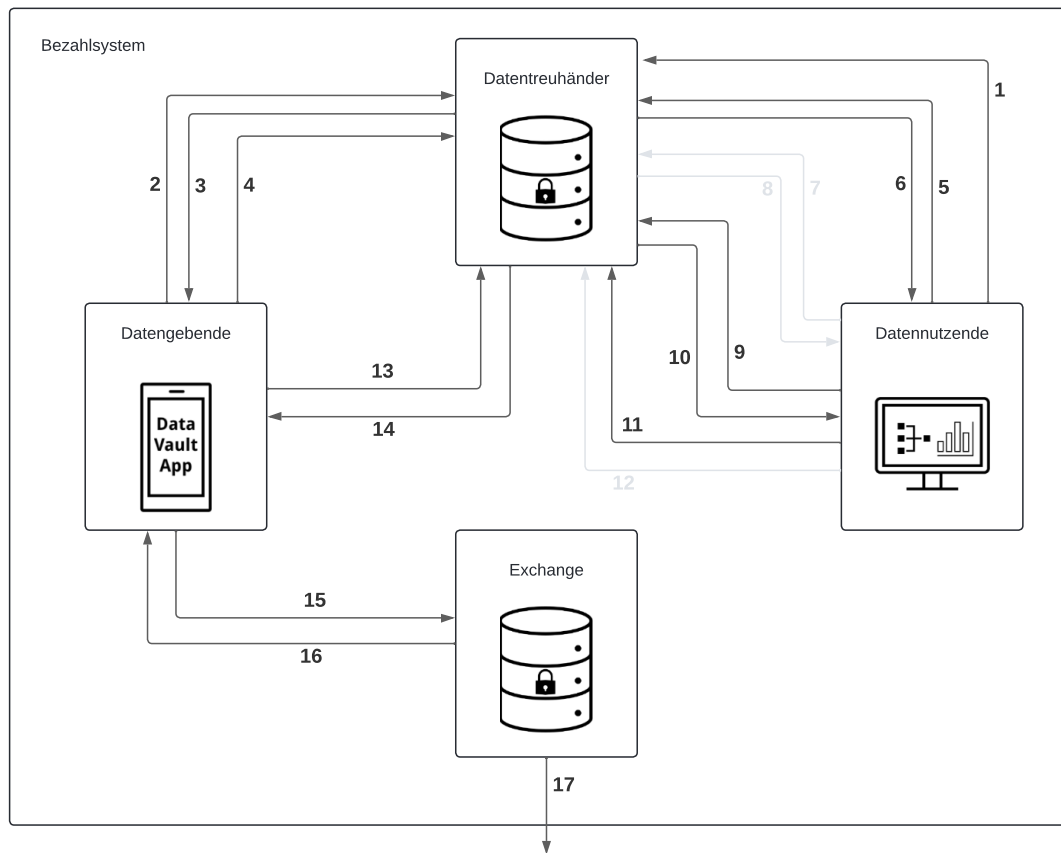 Bezahlsystem
Datentreuhänder
1
2
3
4
8
7
6
5
Datengebende
Datennutzende
13
10
9
14
11
Data
Vault
App
12
Exchange
15
16
17